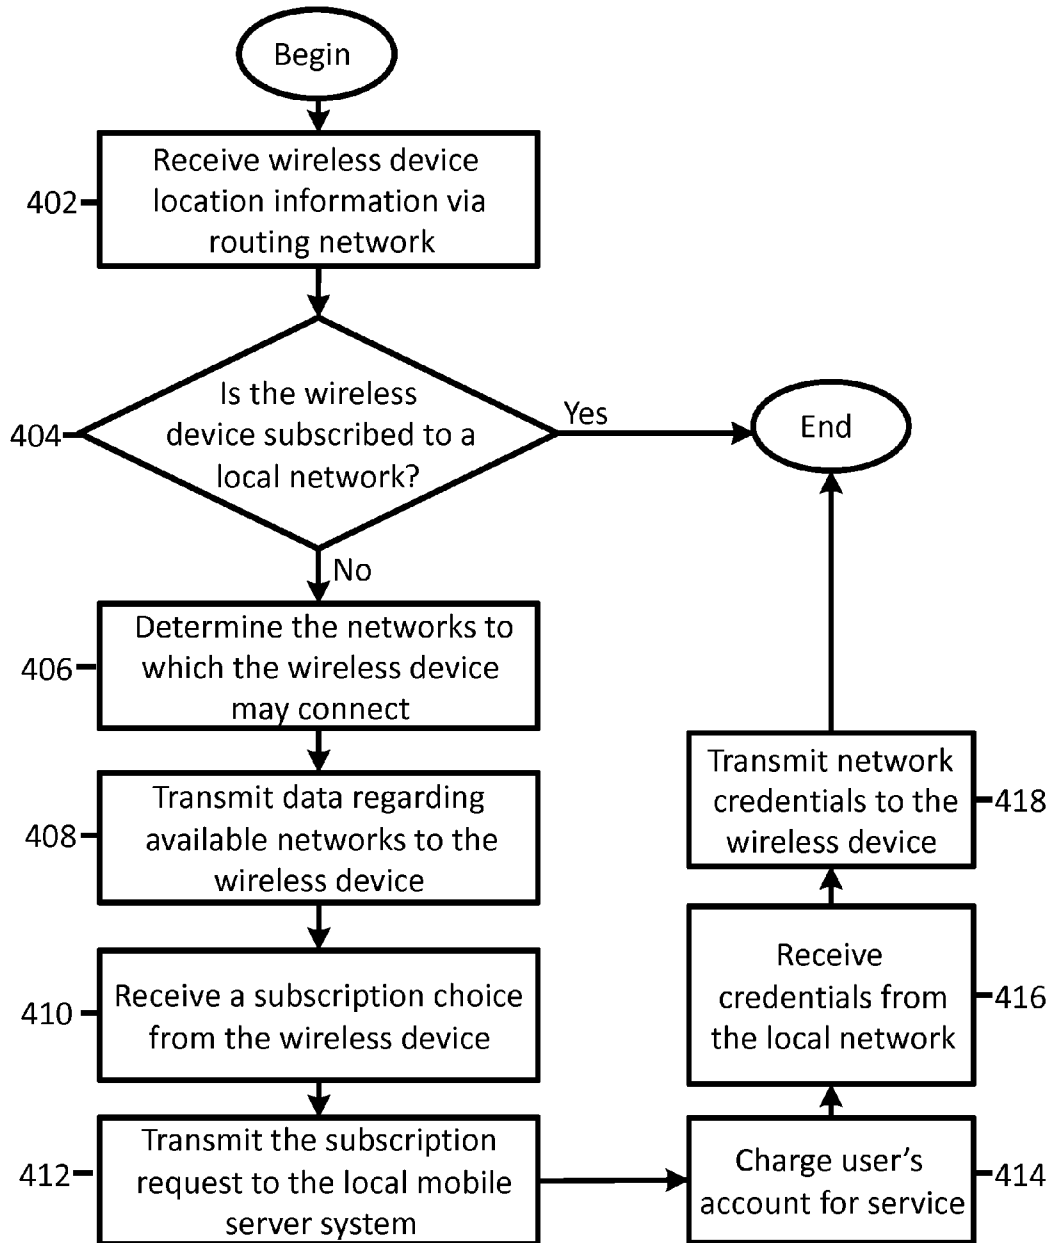 Begin
402
Receive wireless device
location information via
routing network
404
Is the wireless
device subscribed to a
local network?
Yes
End
No
406
Determine the networks to
which the wireless device
may connect
408
Transmit data regarding
available networks to the
wireless device
410
Receive a subscription choice
from the wireless device
412
Transmit the subscription
request to the local mobile
server system
Charge user's
account for service
414
Receive
credentials from
the local network
416
Transmit network
credentials to the
wireless device
418